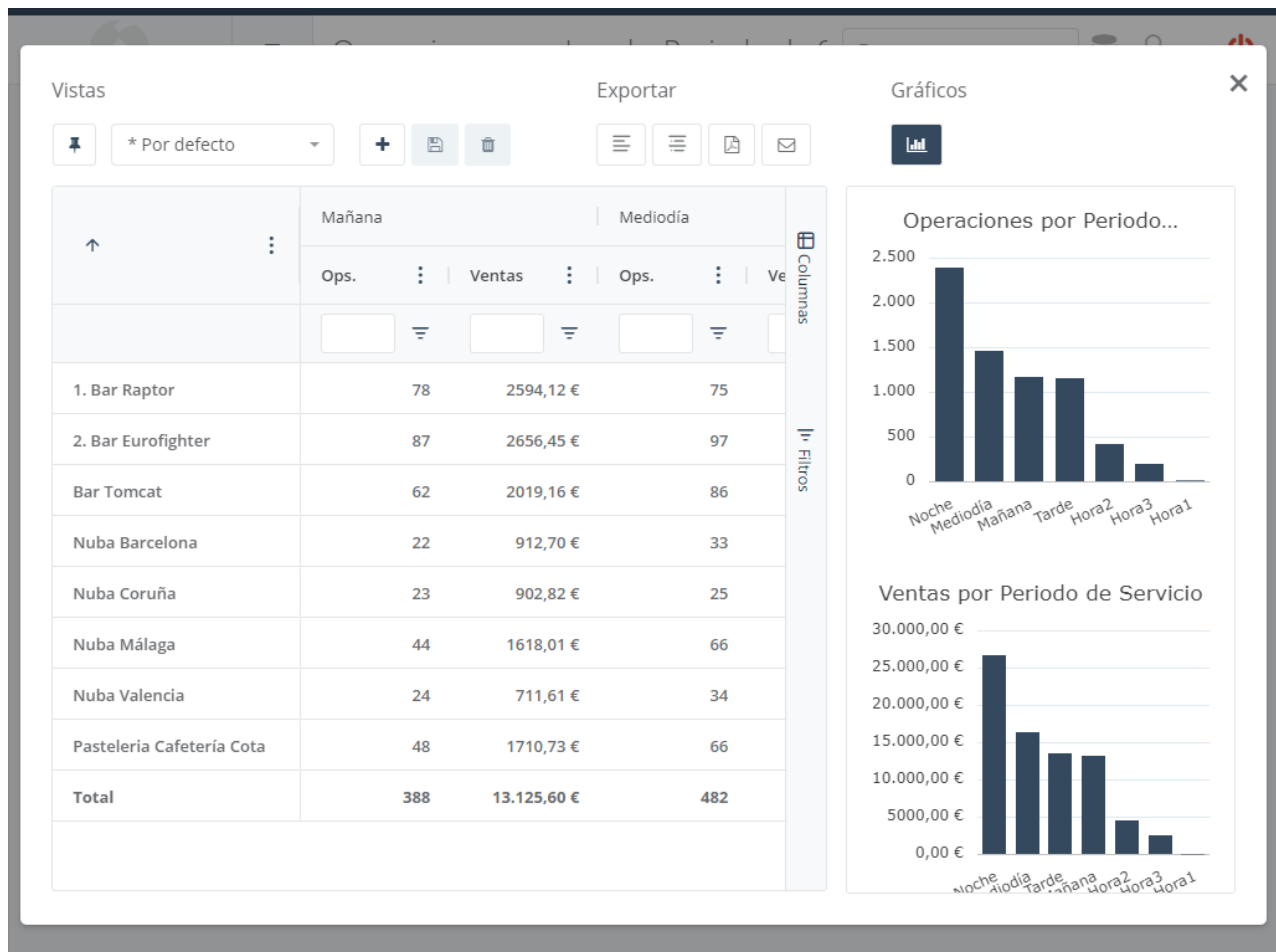 Vistas Exportar Gráficos
* Por defecto
Mañana Mediodía
Ops. Ventas Ops. Ve
Columnas
Filtros
1. Bar Raptor 78 2594,12 € 75
2. Bar Eurofighter 87 2656,45 € 97
Bar Tomcat 62 2019,16 € 86
Nuba Barcelona 22 912,70 € 33
Nuba Coruña 23 902,82 € 25
Nuba Málaga 44 1618,01 € 66
Nuba Valencia 24 711,61 € 34
Pasteleria Cafetería Cota 48 1710,73 € 66
Total 388 13.125,60 € 482
Operaciones por Periodo...
2.500
2.000
1.500
1.000
500
0
Noche Mediodía Mañana Tarde Hora2 Hora3 Hora1
Ventas por Periodo de Servicio
30.000,00 €
25.000,00 €
20.000,00 €
15.000,00 €
10.000,00 €
5000,00 €
0,00 €
Noche diodía Tarde añana Hora2 Hora3 Hora1